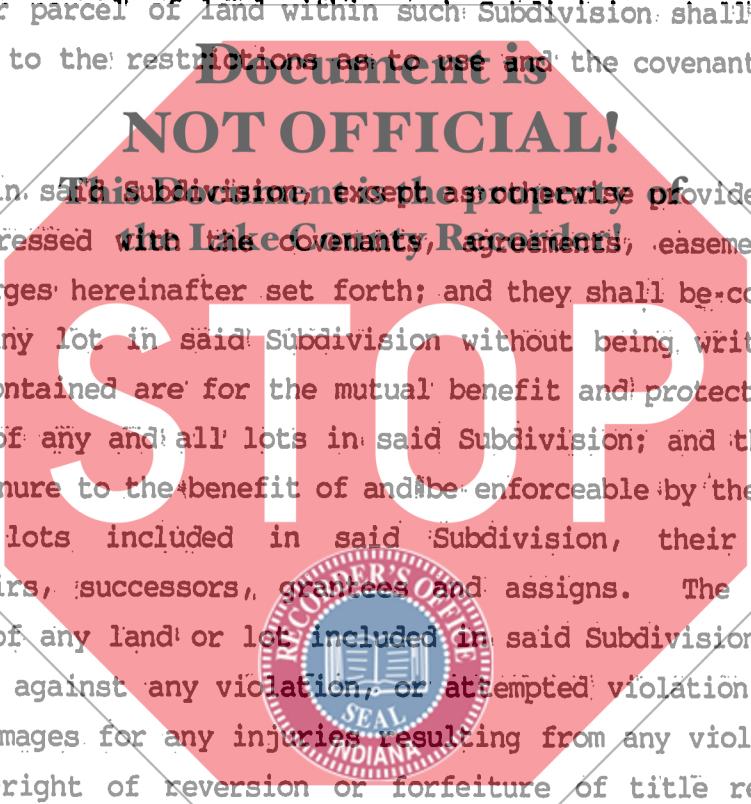 r parcel of land within such Subdivision shall
Document is
to the restrictions as to use and the covenant
NOT OFFICIAL!
in said Subdivision, except as otherwise provide
This Document is the property of
ressed with the covenants, agreements, easeme
the Lake County Recorder!
rges hereinafter set forth; and they shall be co
ny lot in said Subdivision without being writ
STOP
ntained are for the mutual benefit and protect
of any and all lots in said Subdivision; and th
nure to the benefit of and be enforceable by the
lots included in said Subdivision, their
irs, successors, grantees and assigns. The
RECORDER'S OFFICE
of any land or lot included in said Subdivision
against any violation, or attempted violation
SEAL
mages for any injuries resulting from any viol
INDIANA
right of reversion or forfeiture of title re